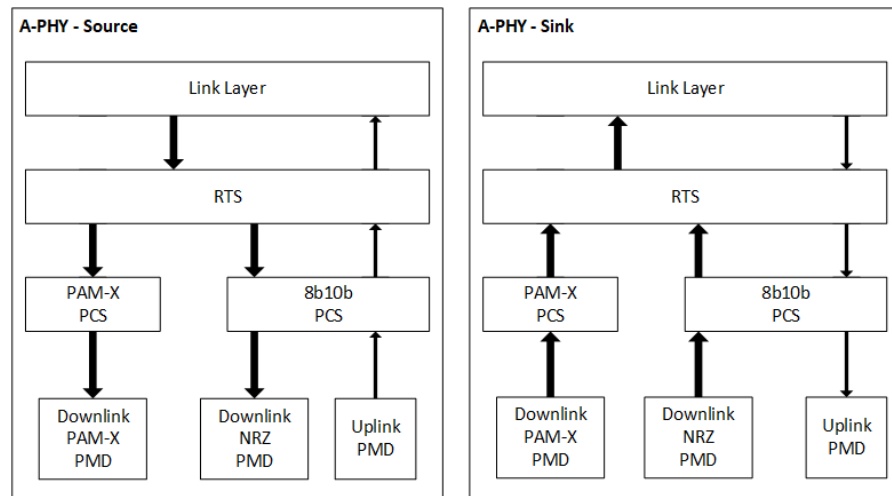 A-PHY - Source
Link Layer
RTS
PAM-X
PCS
8b10b
PCS
Downlink
PAM-X
PMD
Downlink
NRZ
PMD
Uplink
PMD
A-PHY - Sink
Link Layer
RTS
PAM-X
PCS
8b10b
PCS
Downlink
PAM-X
PMD
Downlink
NRZ
PMD
Uplink
PMD